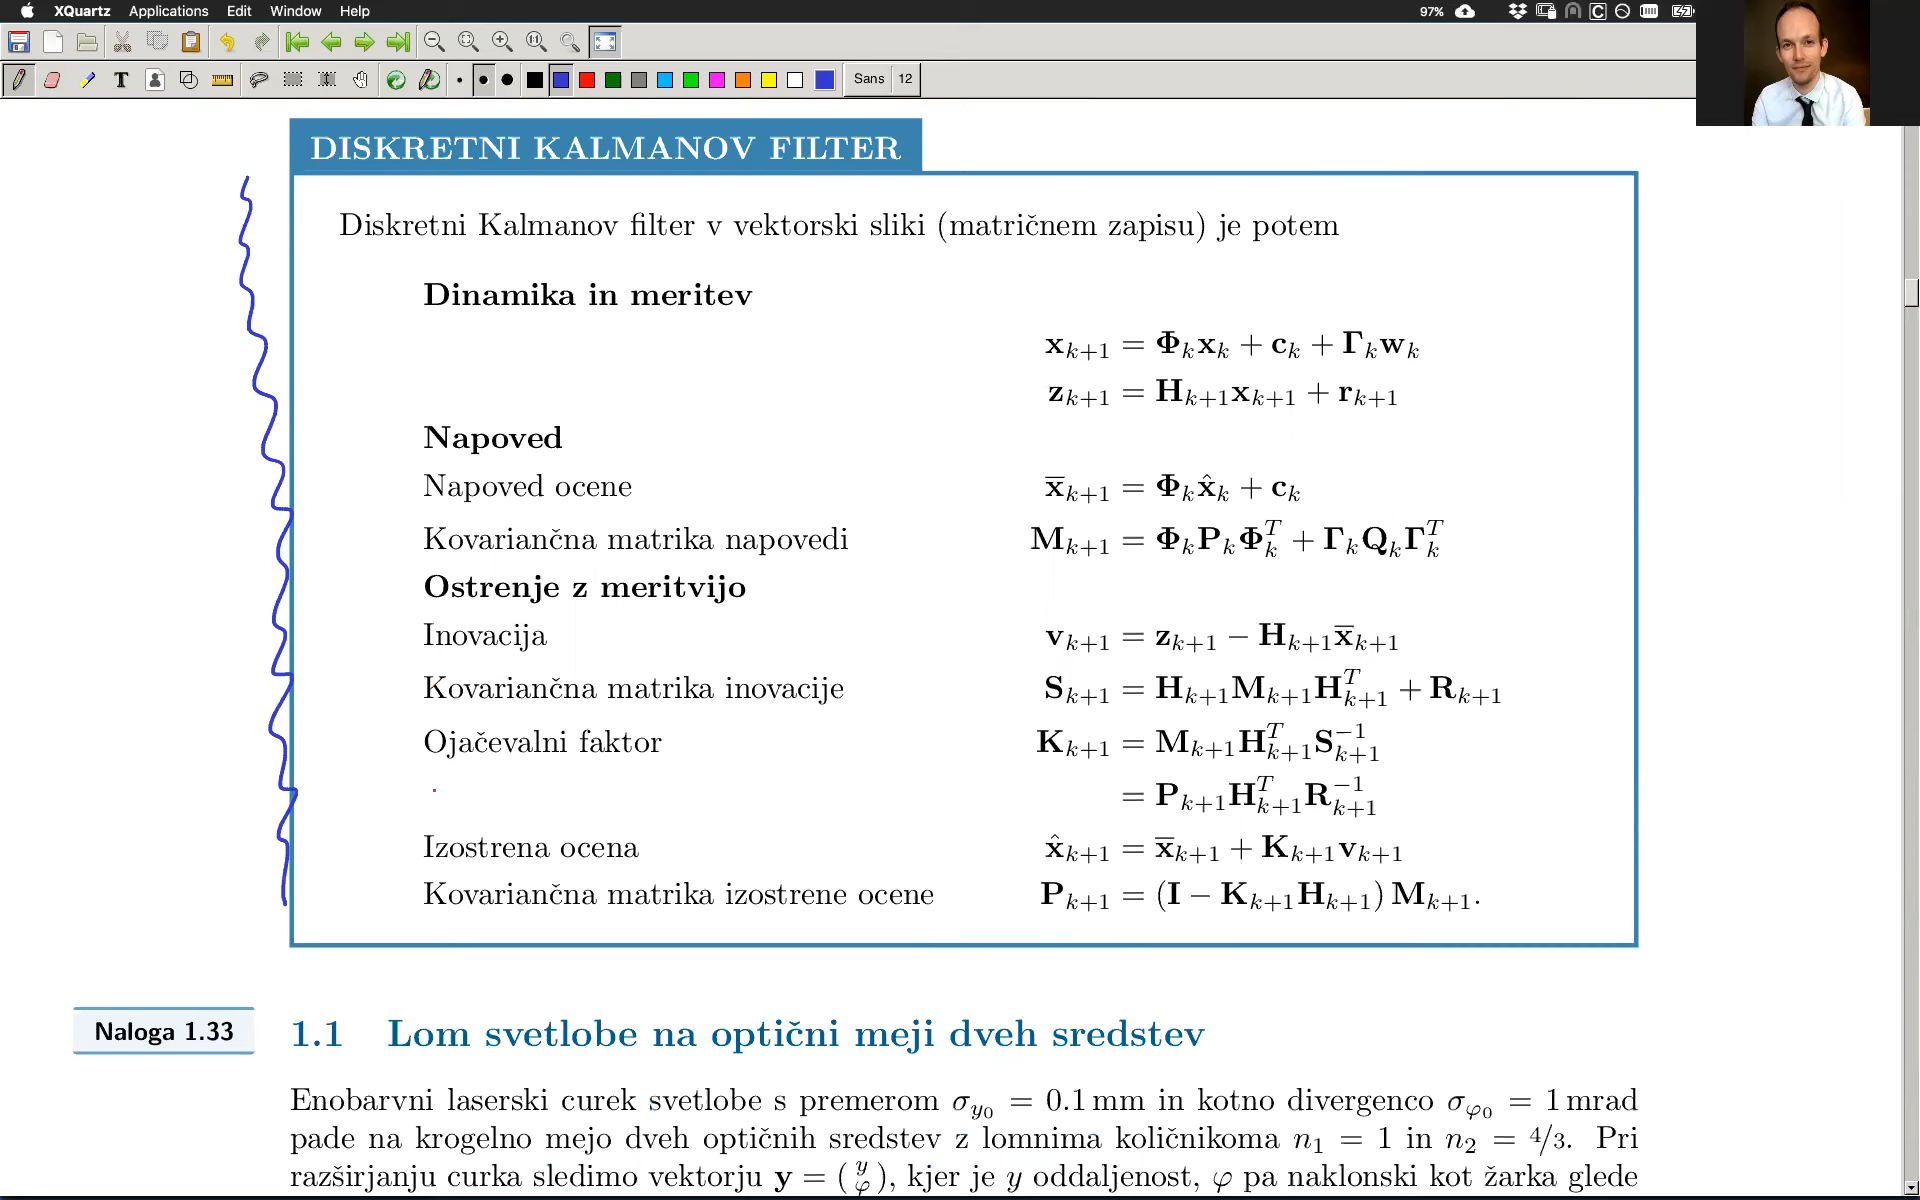 XQuartz Applications Edit Window Help 97%
T Sans 12
DISKRETNI KALMANOV FILTER
Diskretni Kalmanov filter v vektorski sliki (matričnem zapisu) je potem
Dinamika in meritev
x_{k+1} = Φ_k x_k + c_k + Γ_k w_k
z_{k+1} = H_{k+1} x_{k+1} + r_{k+1}
Napoved
Napoved ocene x̅_{k+1} = Φ_k x̂_k + c_k
Kovariančna matrika napovedi M_{k+1} = Φ_k P_k Φ_k^T + Γ_k Q_k Γ_k^T
Ostrenje z meritvijo
Inovacija v_{k+1} = z_{k+1} − H_{k+1} x̅_{k+1}
Kovariančna matrika inovacije S_{k+1} = H_{k+1} M_{k+1} H_{k+1}^T + R_{k+1}
Ojačevalni faktor K_{k+1} = M_{k+1} H_{k+1}^T S_{k+1}^{−1}
= P_{k+1} H_{k+1}^T R_{k+1}^{−1}
Izostrena ocena x̂_{k+1} = x̅_{k+1} + K_{k+1} v_{k+1}
Kovariančna matrika izostrene ocene P_{k+1} = (I − K_{k+1} H_{k+1}) M_{k+1}.
Naloga 1.33
1.1 Lom svetlobe na optični meji dveh sredstev
Enobarvni laserski curek svetlobe s premerom σ_{y_0} = 0.1 mm in kotno divergenco σ_{φ_0} = 1 mrad
pade na krogelno mejo dveh optičnih sredstev z lomnima količnikoma n_1 = 1 in n_2 = 4/3. Pri
razširjanju curka sledimo vektorju y = (y φ), kjer je y oddaljenost, φ pa naklonski kot žarka glede